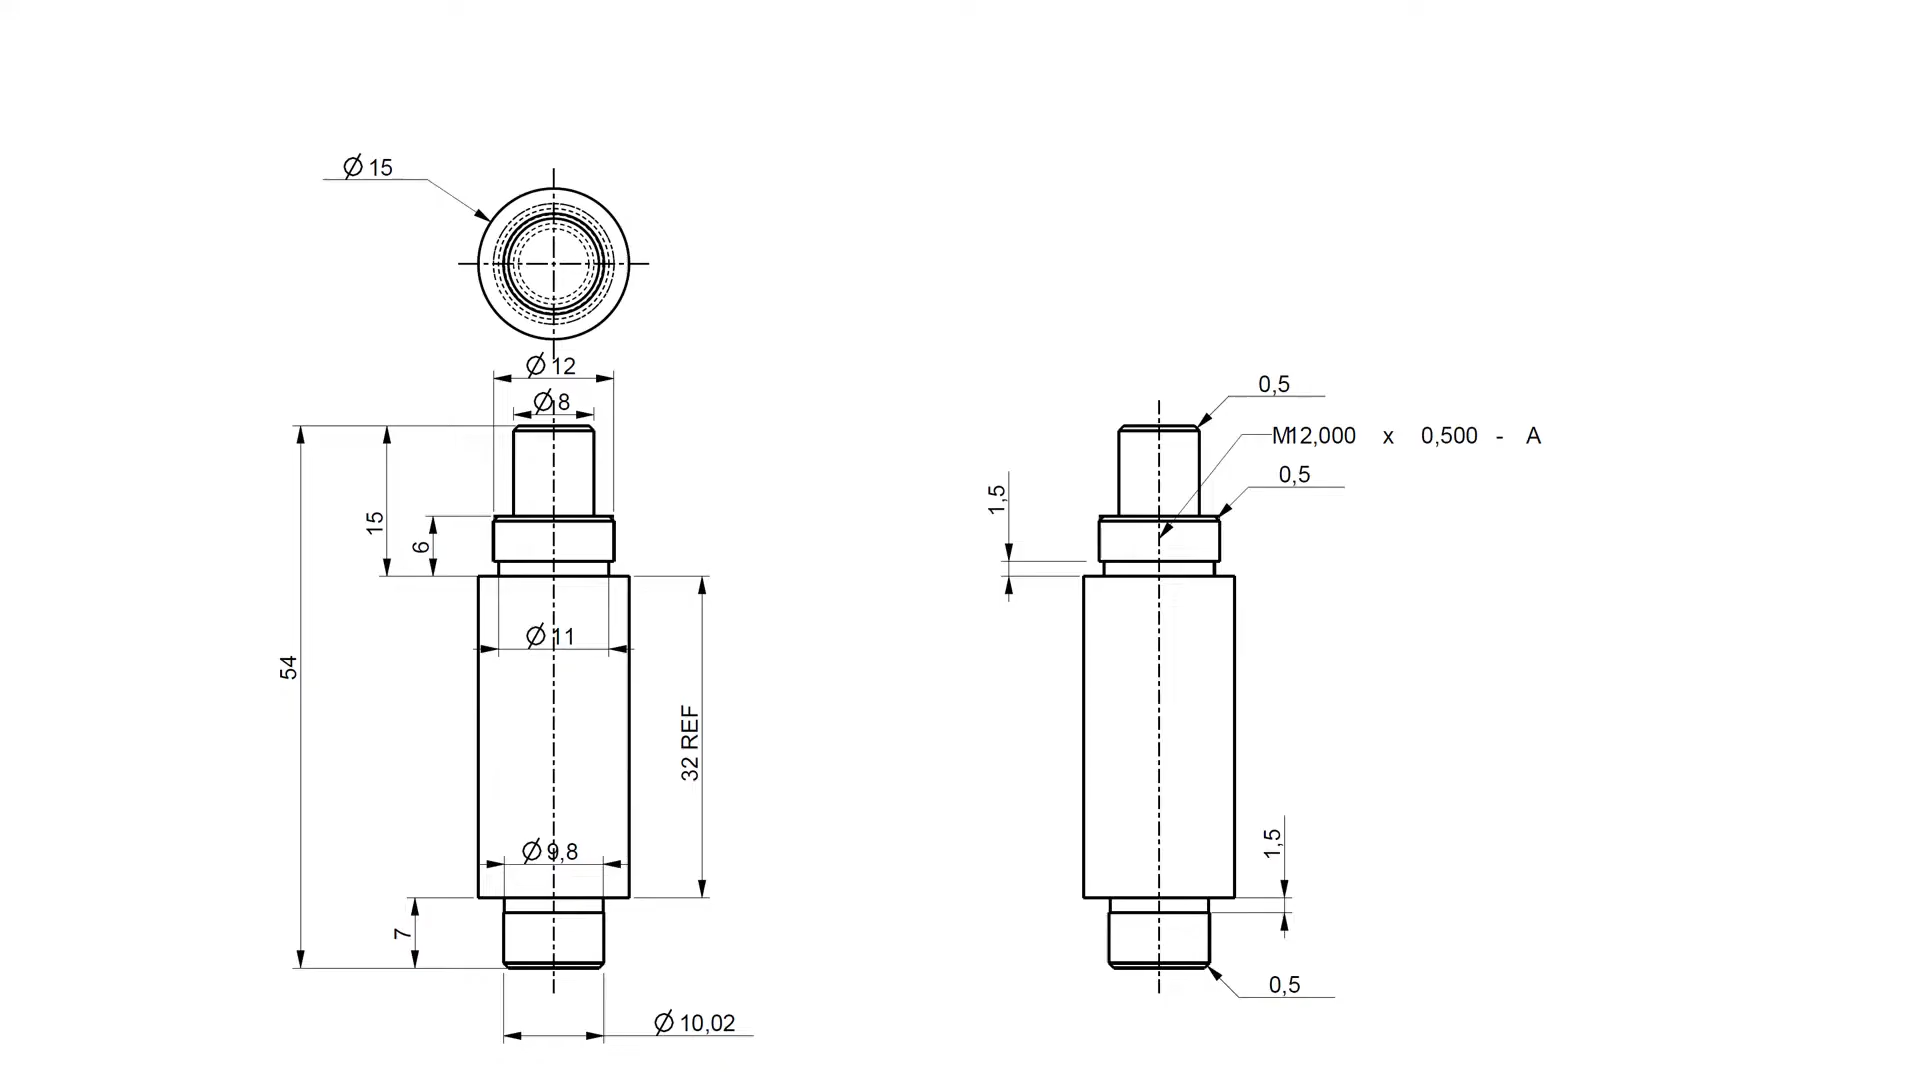 Ø 15
Ø 12
Ø 8
15
6
54
Ø 11
32 REF
Ø 9,8
7
Ø 10,02
0,5
M12,000 x 0,500 - A
0,5
1,5
1,5
0,5